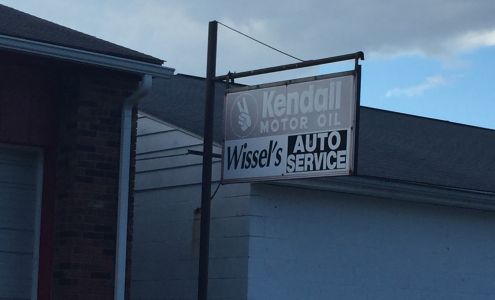 Kendall
MOTOR OIL
Wissel's
AUTO
SERVICE